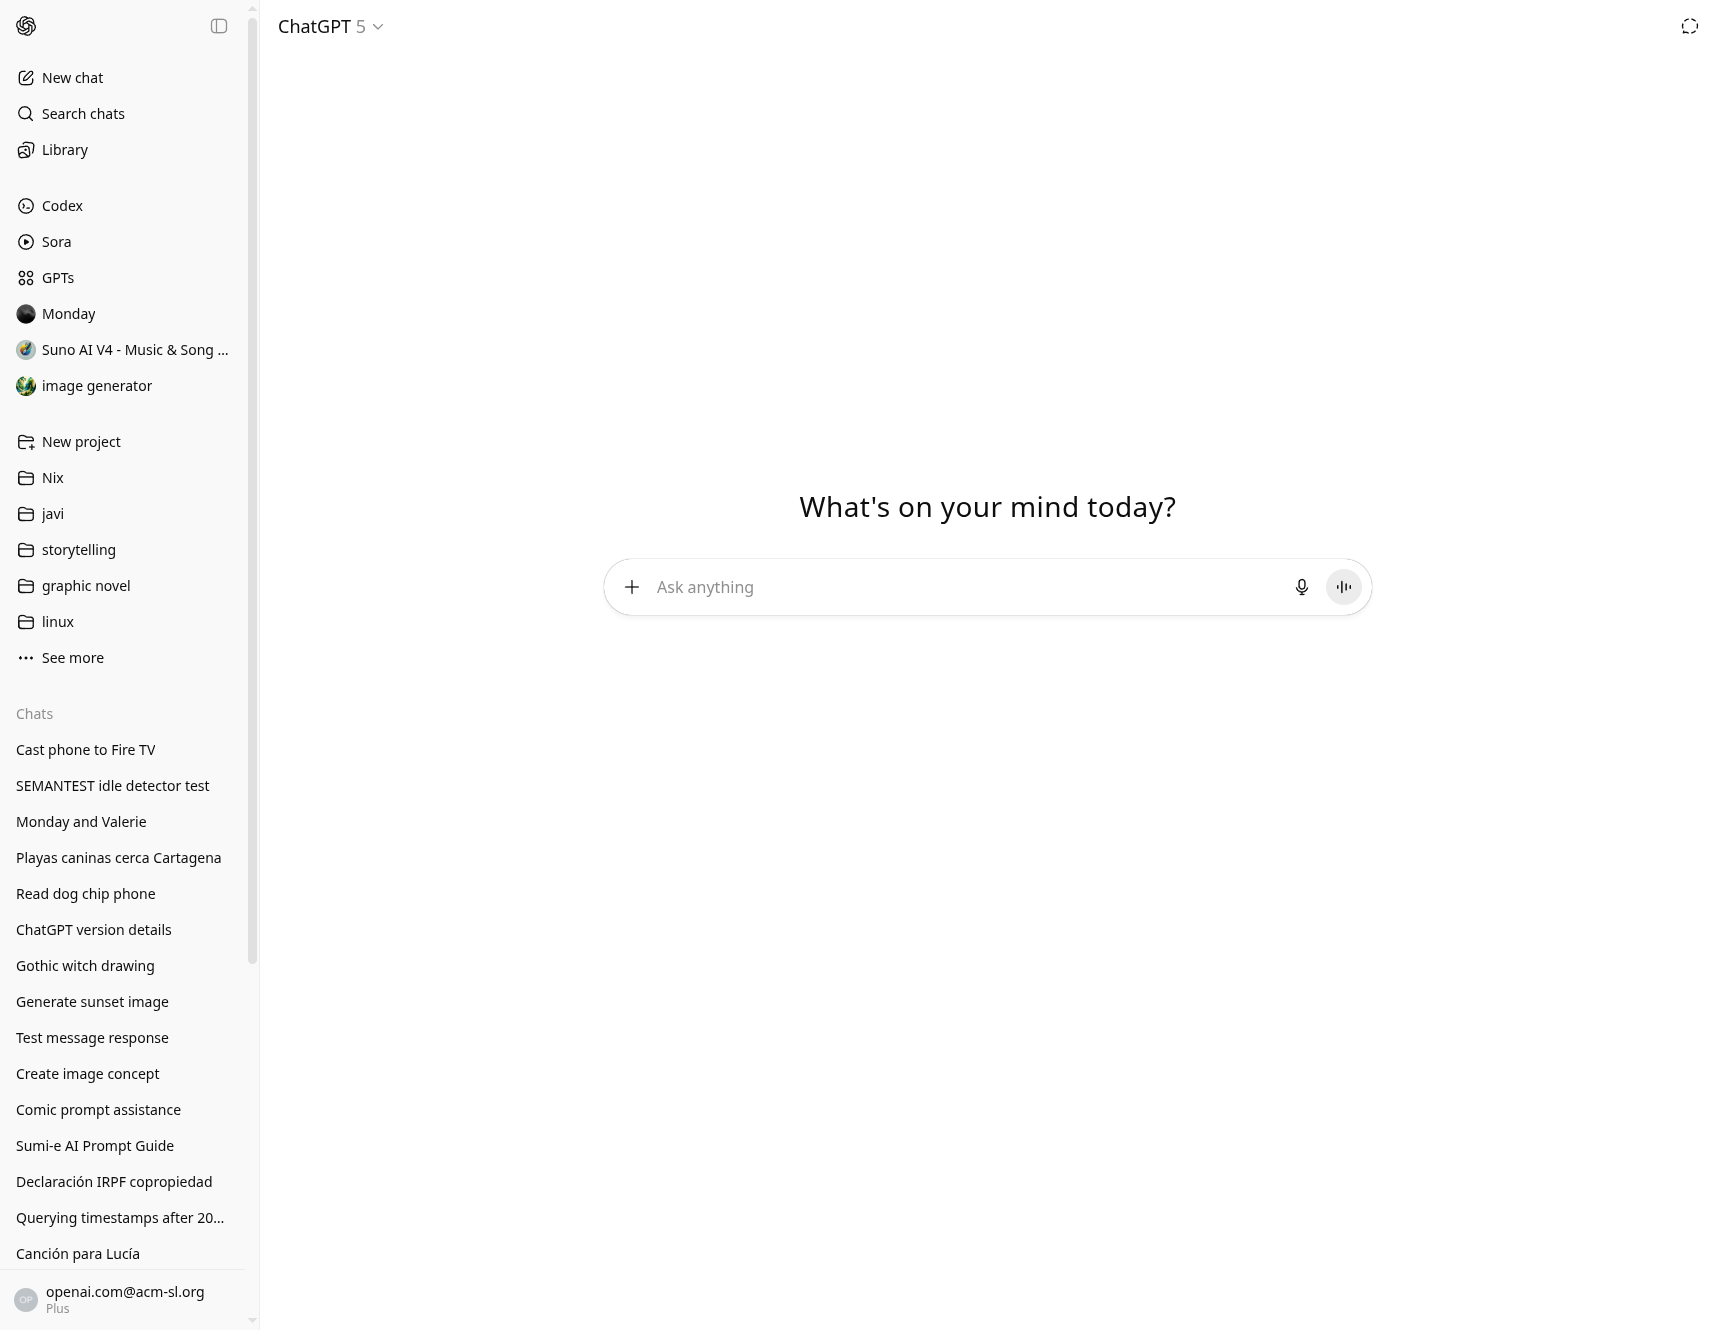 ChatGPT 5
New chat
Search chats
Library
Codex
Sora
GPTs
Monday
Suno AI V4 - Music & Song ...
image generator
New project
Nix
javi
storytelling
graphic novel
linux
See more
Chats
Cast phone to Fire TV
SEMANTEST idle detector test
Monday and Valerie
Playas caninas cerca Cartagena
Read dog chip phone
ChatGPT version details
Gothic witch drawing
Generate sunset image
Test message response
Create image concept
Comic prompt assistance
Sumi-e AI Prompt Guide
Declaración IRPF copropiedad
Querying timestamps after 20...
Canción para Lucía
OP
openai.com@acm-sl.org
Plus
What's on your mind today?
Ask anything